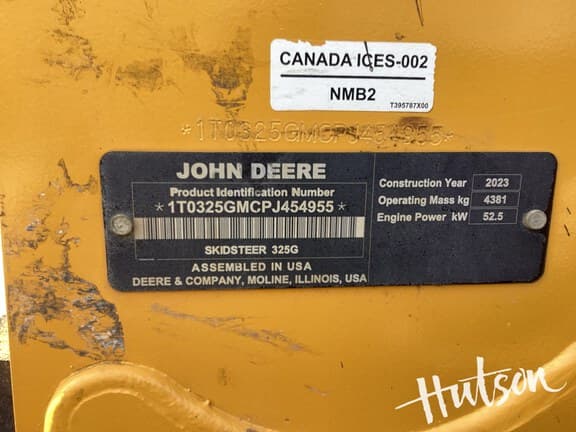 CANADA ICES-002
NMB2
T395787X00
*1T0325GMCPJ454955*
JOHN DEERE
Product Identification Number
*1T0325GMCPJ454955*
SKIDSTEER 325G
ASSEMBLED IN USA
DEERE & COMPANY, MOLINE, ILLINOIS, USA
Construction Year 2023
Operating Mass kg 4381
Engine Power kW 52.5
Hutson